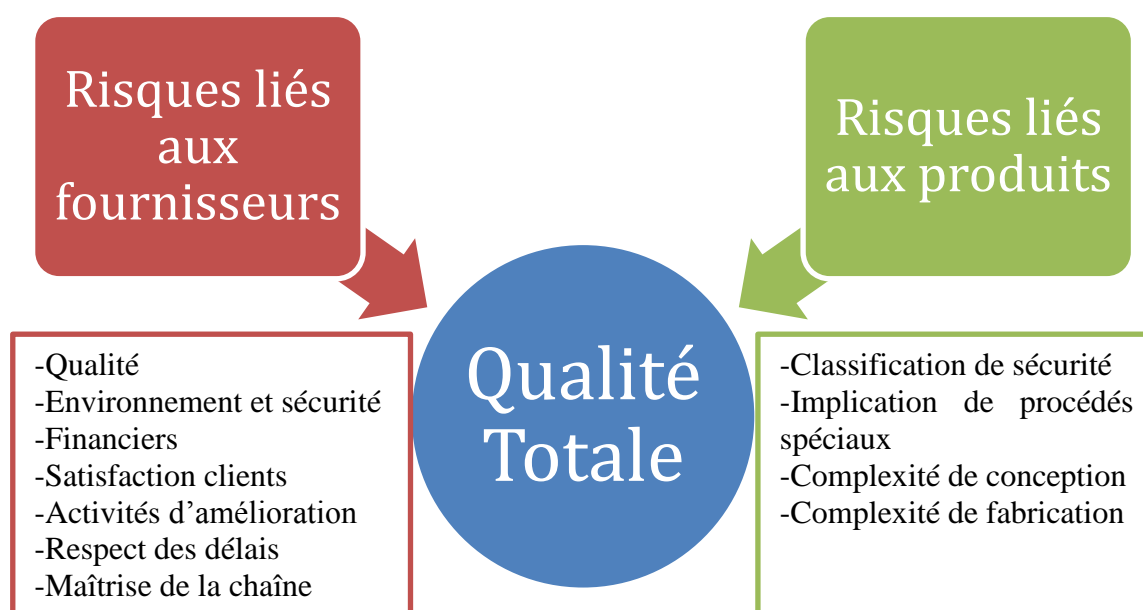 Risques liés
aux
fournisseurs
Risques liés
aux produits
Qualité
Totale
-Qualité
-Environnement et sécurité
-Financiers
-Satisfaction clients
-Activités d’amélioration
-Respect des délais
-Maîtrise de la chaîne
-Classification de sécurité
-Implication de procédés
spéciaux
-Complexité de conception
-Complexité de fabrication